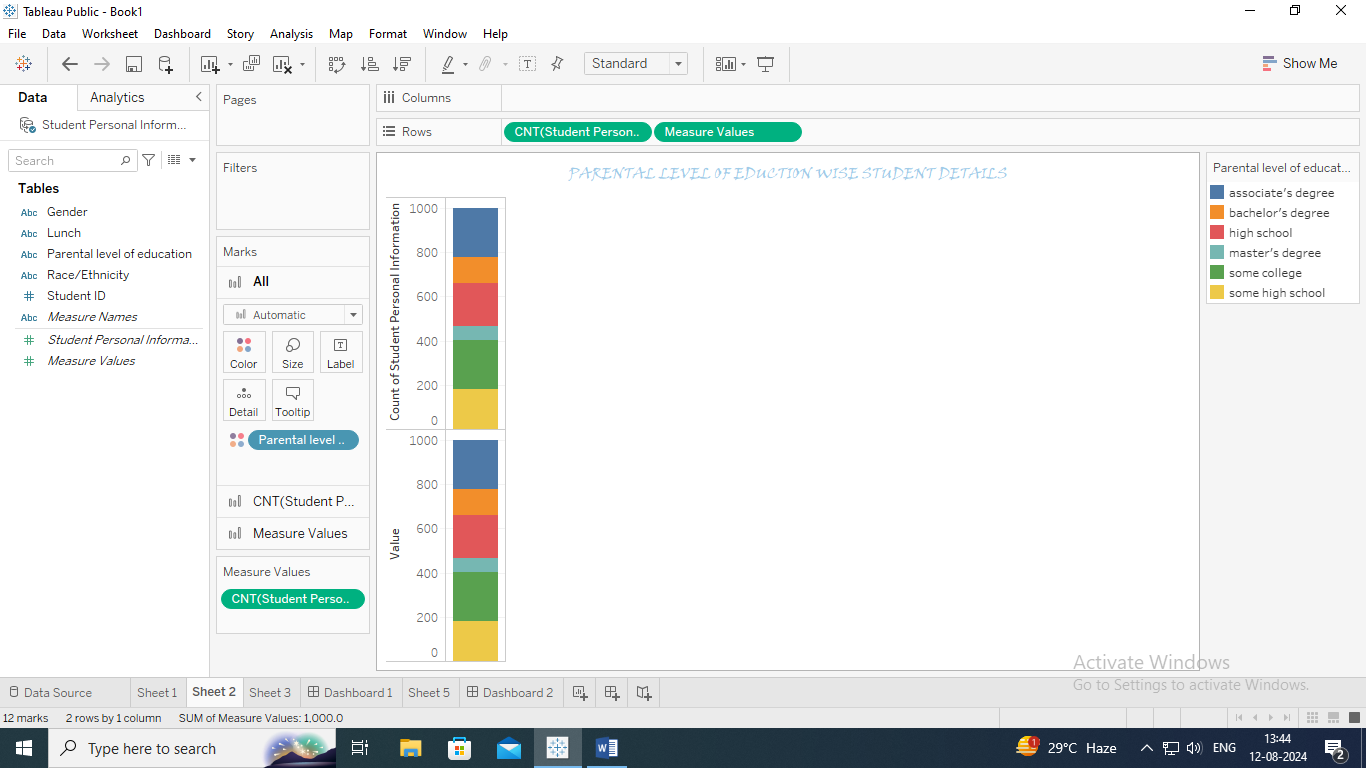 Tableau Public - Book1
File Data Worksheet Dashboard Story Analysis Map Format Window Help
Standard
Show Me
Data Analytics
Student Personal Inform...
Search
Tables
Abc Gender
Abc Lunch
Abc Parental level of education
Abc Race/Ethnicity
# Student ID
Abc Measure Names
# Student Personal Informa...
# Measure Values
Pages
Filters
Marks
All
Automatic
Color Size Label
Detail Tooltip
Parental level ..
CNT(Student P...
Measure Values
Measure Values
CNT(Student Perso..
Columns
Rows CNT(Student Person.. Measure Values
PARENTAL LEVEL OF EDUCTION WISE STUDENT DETAILS
Count of Student Personal Information
1000
800
600
400
200
0
Value
1000
800
600
400
200
0
Parental level of educat...
associate's degree
bachelor's degree
high school
master's degree
some college
some high school
Activate Windows
Go to Settings to activate Windows.
Data Source Sheet 1 Sheet 2 Sheet 3 Dashboard 1 Sheet 5 Dashboard 2
12 marks 2 rows by 1 column SUM of Measure Values: 1,000.0
Type here to search
1 29°C Haze ENG 13:44
12-08-2024 2